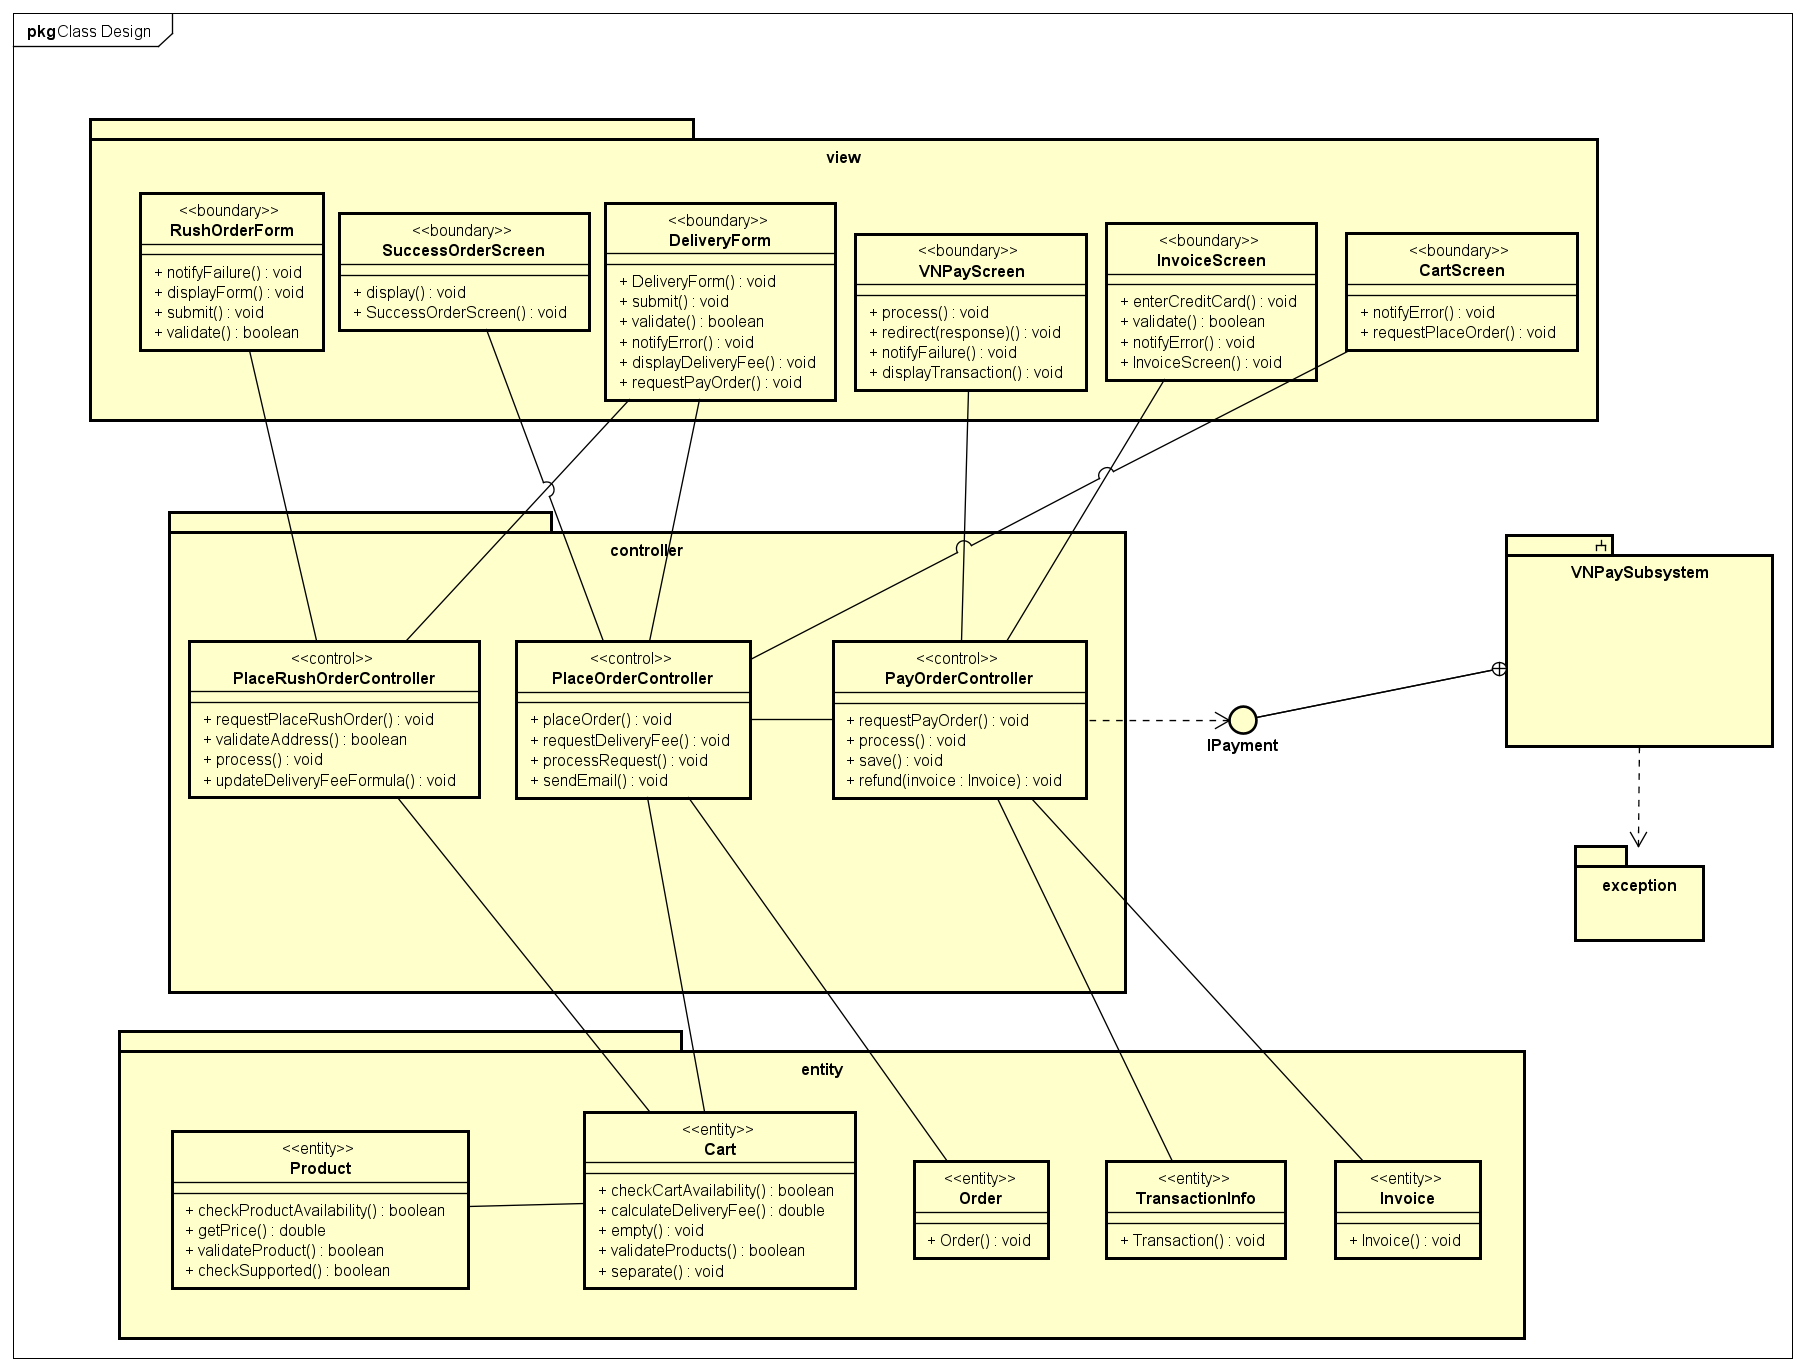 pkg Class Design
view
<<boundary>>
RushOrderForm
+ notifyFailure() : void
+ displayForm() : void
+ submit() : void
+ validate() : boolean
<<boundary>>
SuccessOrderScreen
+ display() : void
+ SuccessOrderScreen() : void
<<boundary>>
DeliveryForm
+ DeliveryForm() : void
+ submit() : void
+ validate() : boolean
+ notifyError() : void
+ displayDeliveryFee() : void
+ requestPayOrder() : void
<<boundary>>
VNPayScreen
+ process() : void
+ redirect(response)() : void
+ notifyFailure() : void
+ displayTransaction() : void
<<boundary>>
InvoiceScreen
+ enterCreditCard() : void
+ validate() : boolean
+ notifyError() : void
+ InvoiceScreen() : void
<<boundary>>
CartScreen
+ notifyError() : void
+ requestPlaceOrder() : void
controller
<<control>>
PlaceRushOrderController
+ requestPlaceRushOrder() : void
+ validateAddress() : boolean
+ process() : void
+ updateDeliveryFeeFormula() : void
<<control>>
PlaceOrderController
+ placeOrder() : void
+ requestDeliveryFee() : void
+ processRequest() : void
+ sendEmail() : void
<<control>>
PayOrderController
+ requestPayOrder() : void
+ process() : void
+ save() : void
+ refund(invoice : Invoice) : void
IPayment
VNPaySubsystem
exception
entity
<<entity>>
Product
+ checkProductAvailability() : boolean
+ getPrice() : double
+ validateProduct() : boolean
+ checkSupported() : boolean
<<entity>>
Cart
+ checkCartAvailability() : boolean
+ calculateDeliveryFee() : double
+ empty() : void
+ validateProducts() : boolean
+ separate() : void
<<entity>>
Order
+ Order() : void
<<entity>>
TransactionInfo
+ Transaction() : void
<<entity>>
Invoice
+ Invoice() : void